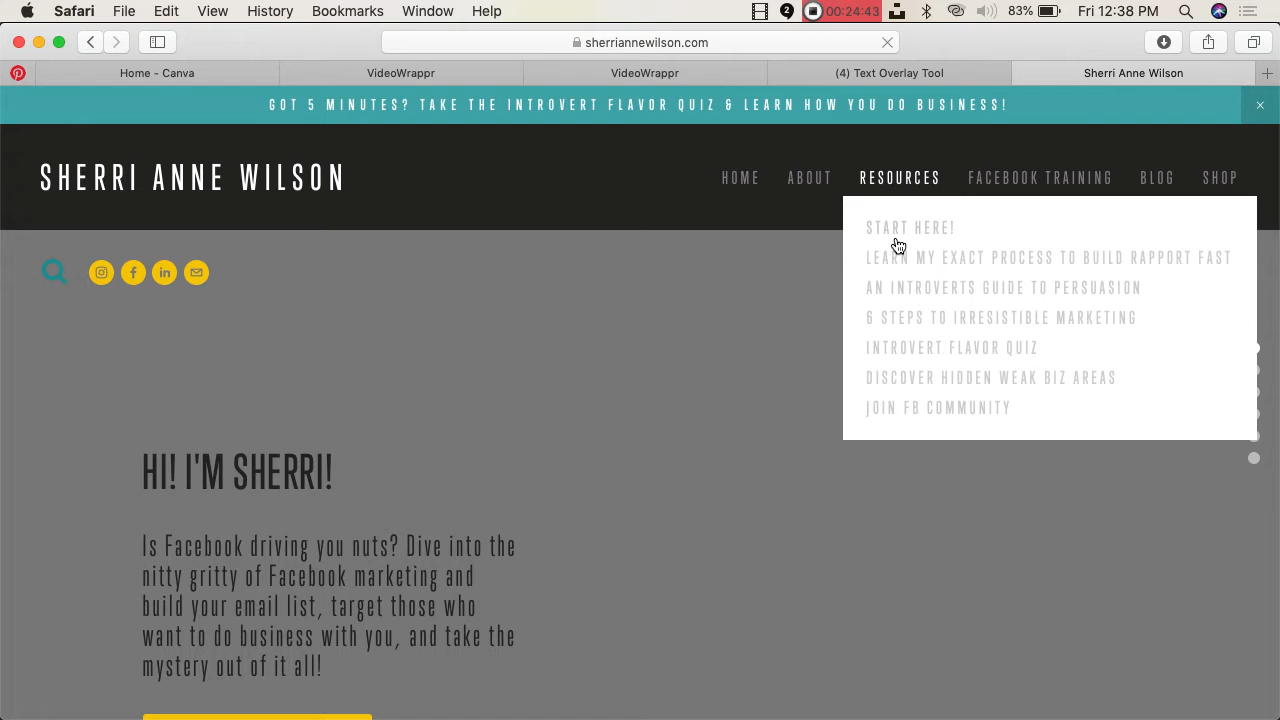 Safari File Edit View History Bookmarks Window Help 2 00:24:43 83% Fri 12:38 PM
sherriannewilson.com
Home - Canva VideoWrappr VideoWrappr (4) Text Overlay Tool Sherri Anne Wilson
GOT 5 MINUTES? TAKE THE INTROVERT FLAVOR QUIZ & LEARN HOW YOU DO BUSINESS!
SHERRI ANNE WILSON
HOME ABOUT RESOURCES FACEBOOK TRAINING BLOG SHOP
START HERE!
LEARN MY EXACT PROCESS TO BUILD RAPPORT FAST
AN INTROVERTS GUIDE TO PERSUASION
6 STEPS TO IRRESISTIBLE MARKETING
INTROVERT FLAVOR QUIZ
DISCOVER HIDDEN WEAK BIZ AREAS
JOIN FB COMMUNITY
HI! I'M SHERRI!
Is Facebook driving you nuts? Dive into the
nitty gritty of Facebook marketing and
build your email list, target those who
want to do business with you, and take the
mystery out of it all!